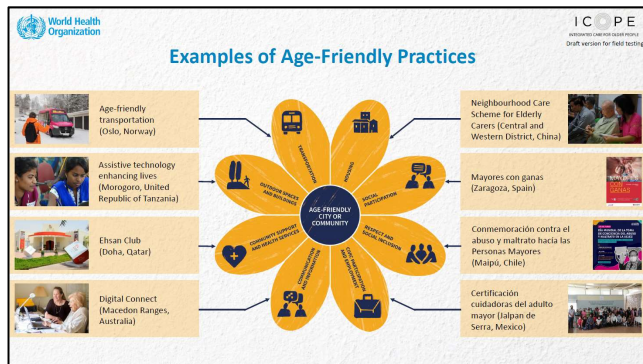 World Health
Organization
ICOPE
INTEGRATED CARE FOR OLDER PEOPLE
Draft version for field testing
Examples of Age-Friendly Practices
Age-friendly
transportation
(Oslo, Norway)
Assistive technology
enhancing lives
(Morogoro, United
Republic of Tanzania)
Ehsan Club
(Doha, Qatar)
Digital Connect
(Macedon Ranges,
Australia)
TRANSPORTATION
HOUSING
OUTDOOR SPACES
AND BUILDINGS
SOCIAL
PARTICIPATION
AGE-FRIENDLY
CITY OR
COMMUNITY
COMMUNITY SUPPORT
AND HEALTH SERVICES
RESPECT AND
SOCIAL INCLUSION
COMMUNICATION
AND INFORMATION
CIVIC PARTICIPATION
AND EMPLOYMENT
Neighbourhood Care
Scheme for Elderly
Carers (Central and
Western District, China)
Mayores con ganas
(Zaragoza, Spain)
CON
GANAS
Conmemoración contra el
abuso y maltrato hacia las
Personas Mayores
(Maipú, Chile)
Certificación
cuidadoras del adulto
mayor (Jalpan de
Serra, Mexico)